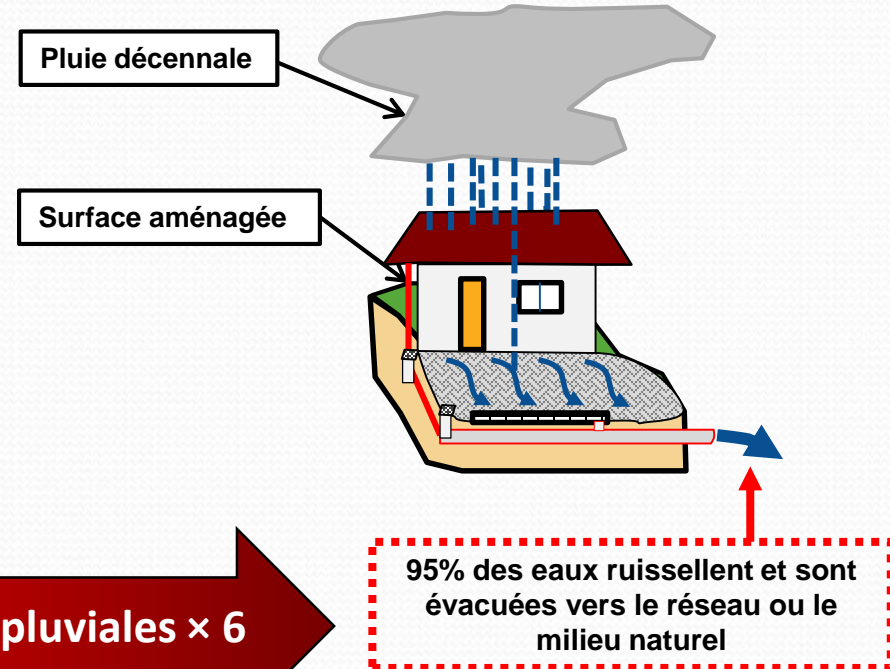 Pluie décennale
Surface aménagée
pluviales × 6
95% des eaux ruissellent et sont
évacuées vers le réseau ou le
milieu naturel